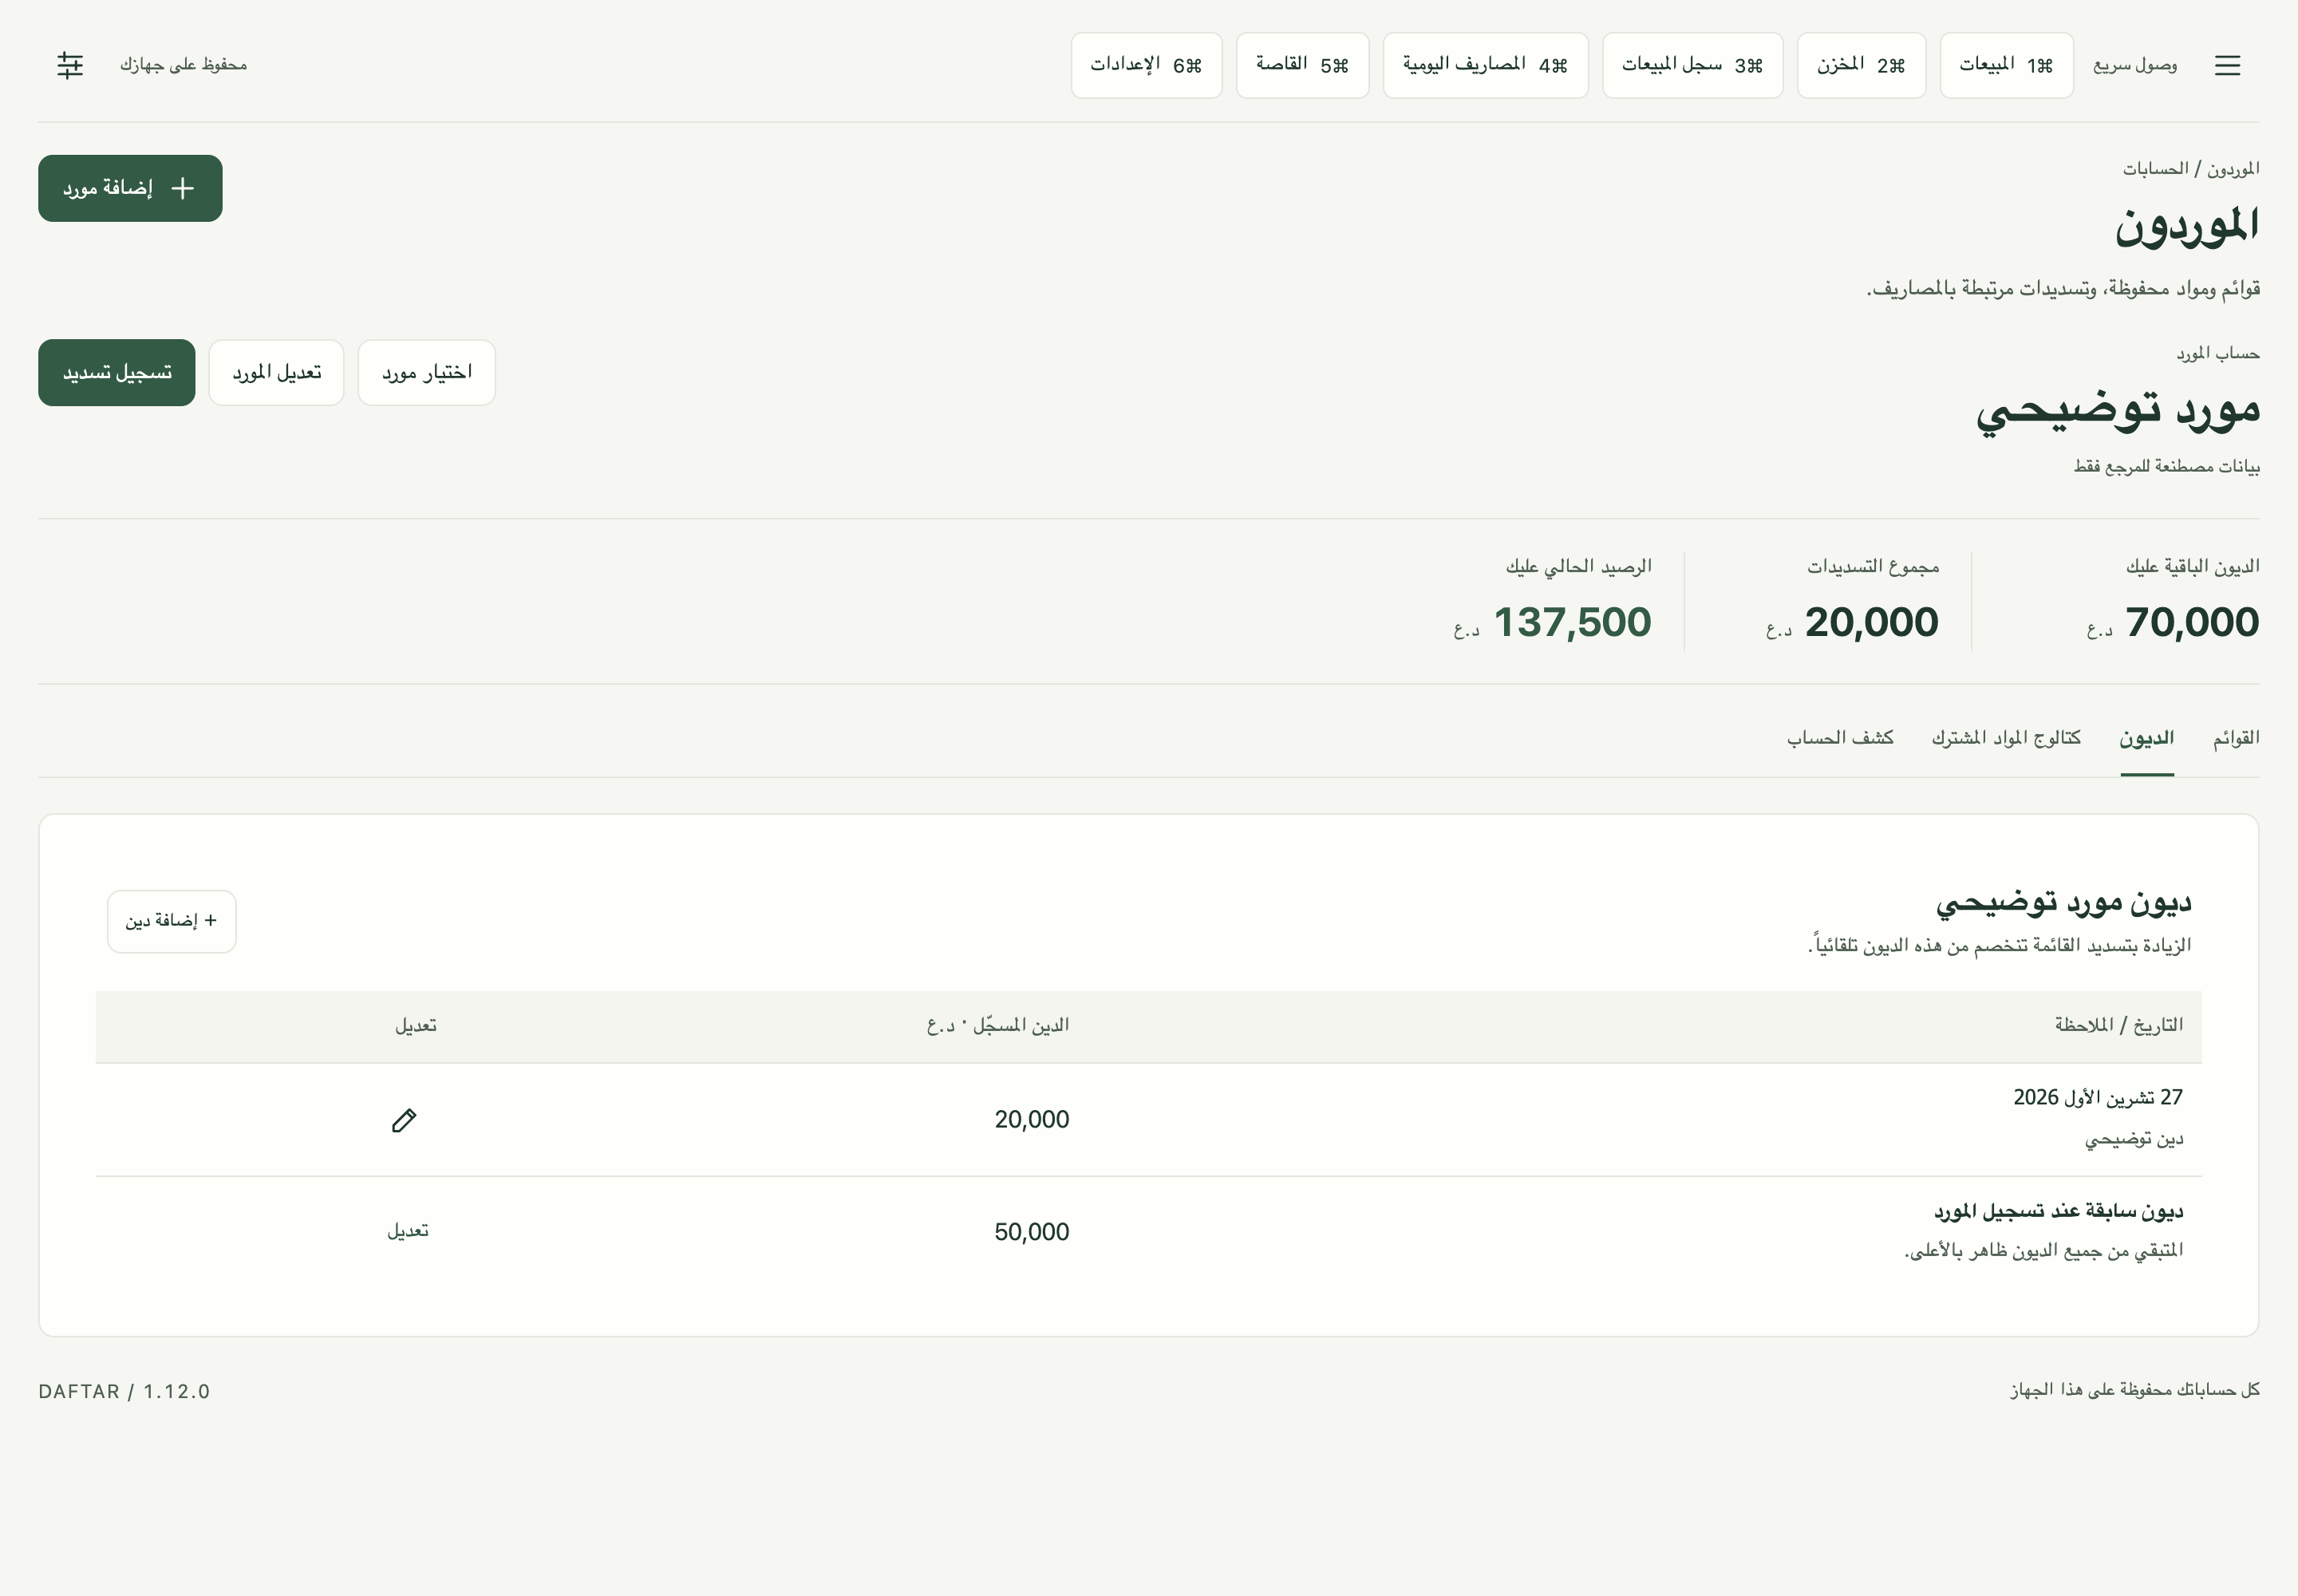 وصول سريع
⌘1 المبيعات
⌘2 المخزن
⌘3 سجل المبيعات
⌘4 المصاريف اليومية
⌘5 القاصة
⌘6 الإعدادات
محفوظ على جهازك
الموردون / الحسابات
الموردون
قوائم ومواد محفوظة، وتسديدات مرتبطة بالمصاريف.
+ إضافة مورد
حساب المورد
مورد توضيحي
بيانات مصطنعة للمرجع فقط
اختيار مورد
تعديل المورد
تسجيل تسديد
الديون الباقية عليك
70,000 د.ع
مجموع التسديدات
20,000 د.ع
الرصيد الحالي عليك
137,500 د.ع
القوائم
الديون
كتالوج المواد المشترك
كشف الحساب
ديون مورد توضيحي
الزيادة بتسديد القائمة تنخصم من هذه الديون تلقائياً.
+ إضافة دين
التاريخ / الملاحظة
الدين المسجّل · د.ع
تعديل
27 تشرين الأول 2026
دين توضيحي
20,000
ديون سابقة عند تسجيل المورد
المتبقي من جميع الديون ظاهر بالأعلى.
50,000
تعديل
كل حساباتك محفوظة على هذا الجهاز
DAFTAR / 1.12.0